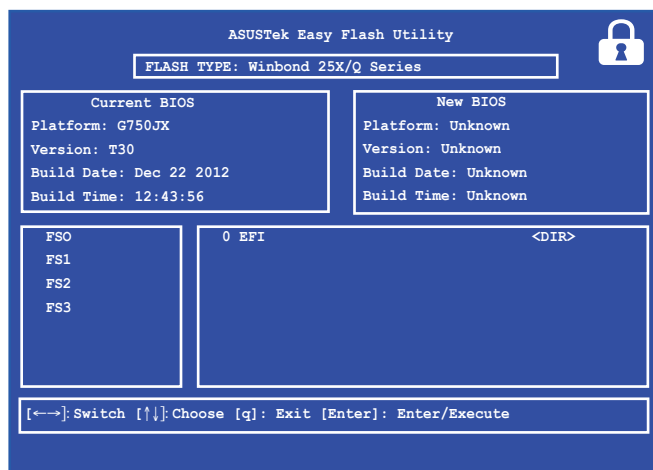 ASUSTek Easy Flash Utility
FLASH TYPE: Winbond 25X/Q Series
Current BIOS
Platform: G750JX
Version: T30
Build Date: Dec 22 2012
Build Time: 12:43:56
New BIOS
Platform: Unknown
Version: Unknown
Build Date: Unknown
Build Time: Unknown
FSO
FS1
FS2
FS3
0 EFI <DIR>
[←→]: Switch [↑↓]: Choose [q]: Exit [Enter]: Enter/Execute